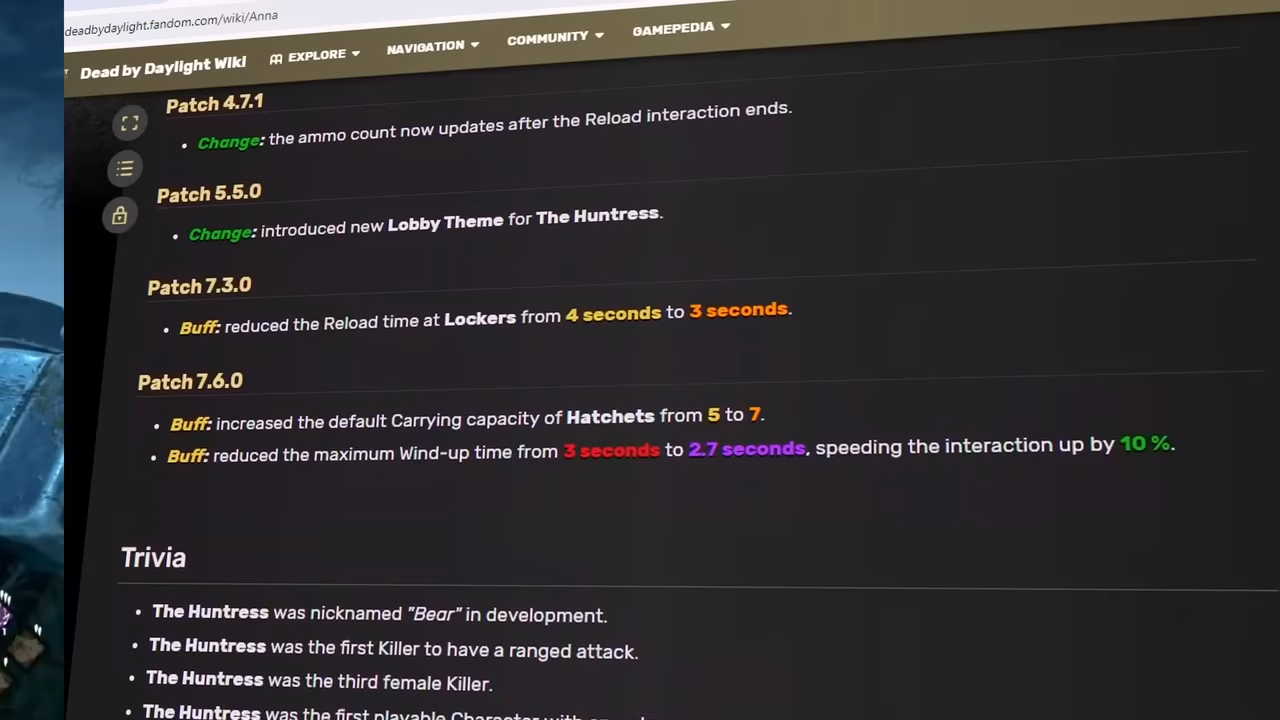 deadbydaylight.fandom.com/wiki/Anna
Dead by Daylight Wiki EXPLORE NAVIGATION COMMUNITY GAMEPEDIA
Patch 4.7.1
• Change: the ammo count now updates after the Reload interaction ends.
Patch 5.5.0
• Change: introduced new Lobby Theme for The Huntress.
Patch 7.3.0
• Buff: reduced the Reload time at Lockers from 4 seconds to 3 seconds.
Patch 7.6.0
• Buff: increased the default Carrying capacity of Hatchets from 5 to 7.
• Buff: reduced the maximum Wind-up time from 3 seconds to 2.7 seconds, speeding the interaction up by 10 %.
Trivia
• The Huntress was nicknamed "Bear" in development.
• The Huntress was the first Killer to have a ranged attack.
• The Huntress was the third female Killer.
• The Huntress was the first playable Character with